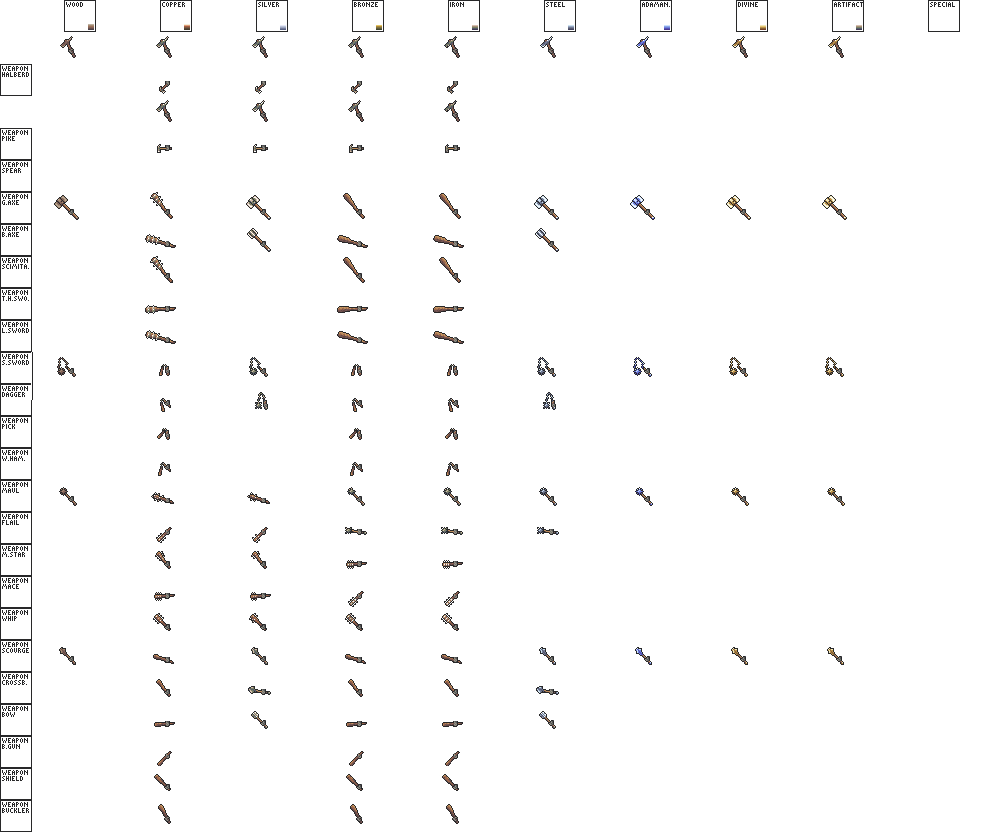 WOOD
COPPER
SILVER
BRONZE
IRON
STEEL
ADAMAN.
DIVINE
ARTIFACT
SPECIAL
WEAPON
HALBERD
WEAPON
PIKE
WEAPON
SPEAR
WEAPON
G.AXE
WEAPON
B.AXE
WEAPON
SCIMITA.
WEAPON
T.H.SWO.
WEAPON
L.SWORD
WEAPON
S.SWORD
WEAPON
DAGGER
WEAPON
PICK
WEAPON
W.HAM.
WEAPON
MAUL
WEAPON
FLAIL
WEAPON
M.STAR
WEAPON
MACE
WEAPON
WHIP
WEAPON
SCOURGE
WEAPON
CROSSB.
WEAPON
BOW
WEAPON
B.GUN
WEAPON
SHIELD
WEAPON
BUCKLER